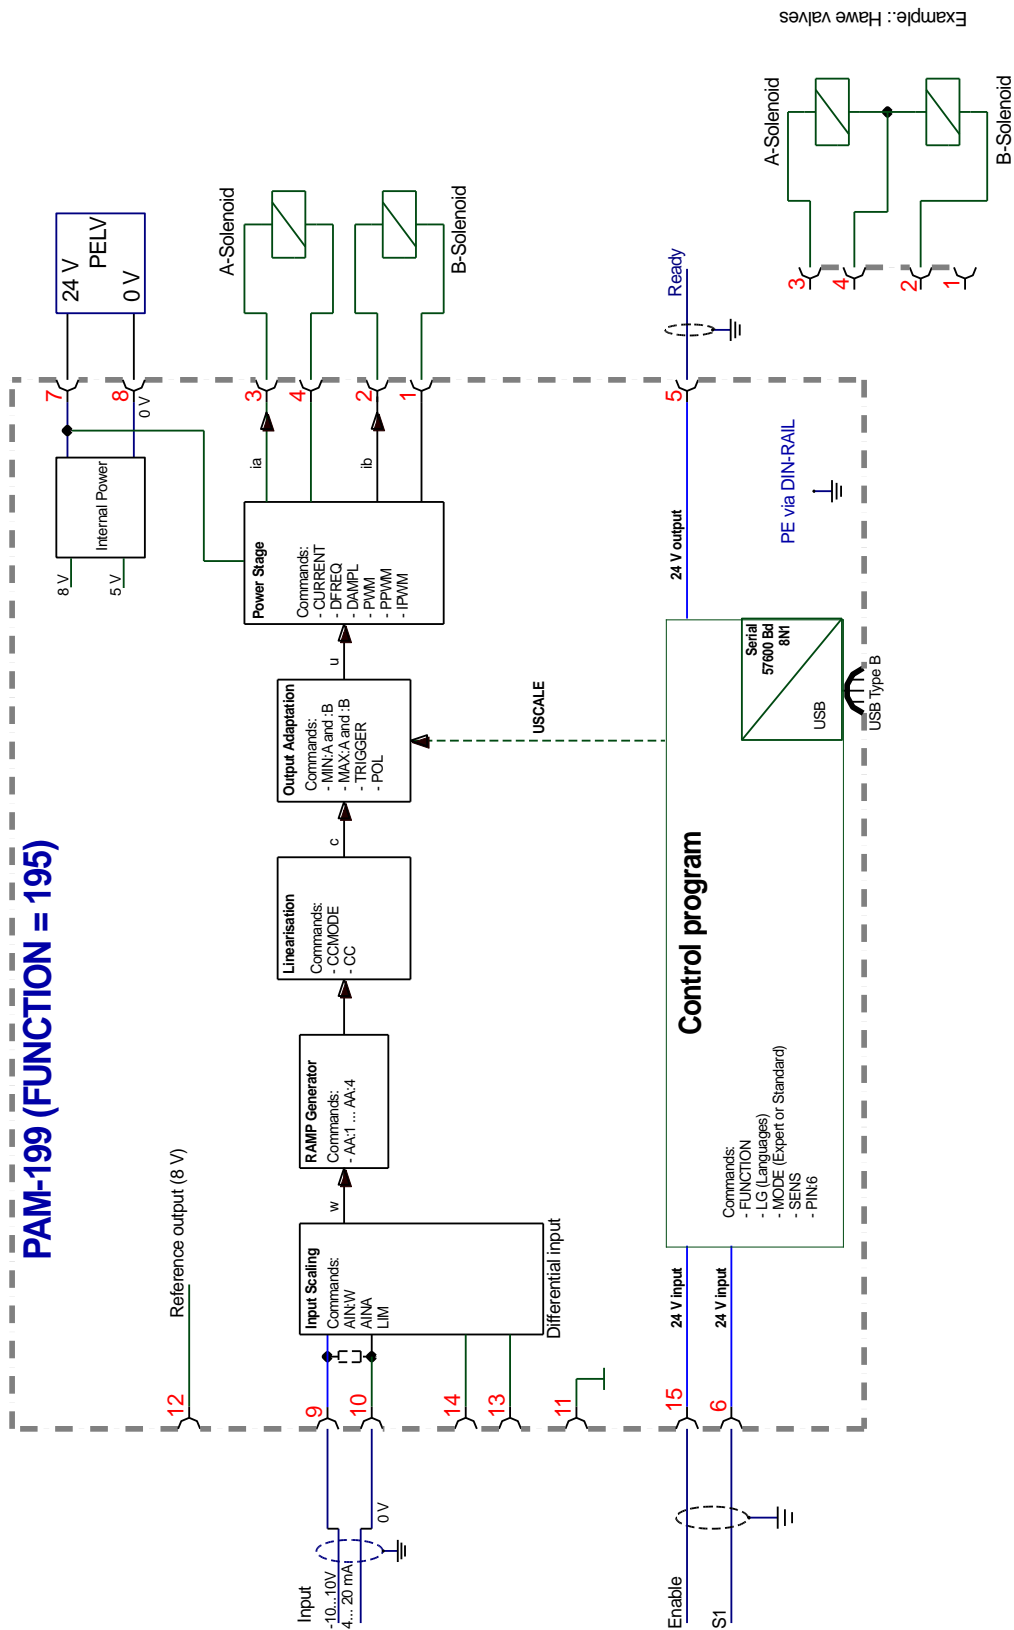 PAM-199 (FUNCTION = 195)
Reference output (8 V)
12
Input
-10...10V
4... 20 mA
0 V
9
10
14
13
11
Input Scaling
Commands:
AIN:W
AINA
LIM
Differential input
w
RAMP Generator
Commands:
- AA:1 ... AA:4
Linearisation
Commands:
- CCMODE
- CC
c
Output Adaptation
Commands:
- MIN:A and :B
- MAX:A and :B
- TRIGGER
- POL
u
Power Stage
Commands:
- CURRENT
- DFREQ
- DAMPL
- PWM
- PPWM
- IPWM
8 V
5 V
Internal Power
7
8
0 V
24 V
PELV
0 V
ia
ib
3
4
2
1
A-Solenoid
B-Solenoid
USCALE
Enable
S1
15
6
24 V input
24 V input
Control program
Commands:
- FUNCTION
- LG (Languages)
- MODE (Expert or Standard)
- SENS
- PIN:6
Serial
57600 Bd
8N1
USB
USB Type B
24 V output
5
Ready
PE via DIN-RAIL
A-Solenoid
B-Solenoid
3
4
2
1
Example.: Hawe valves